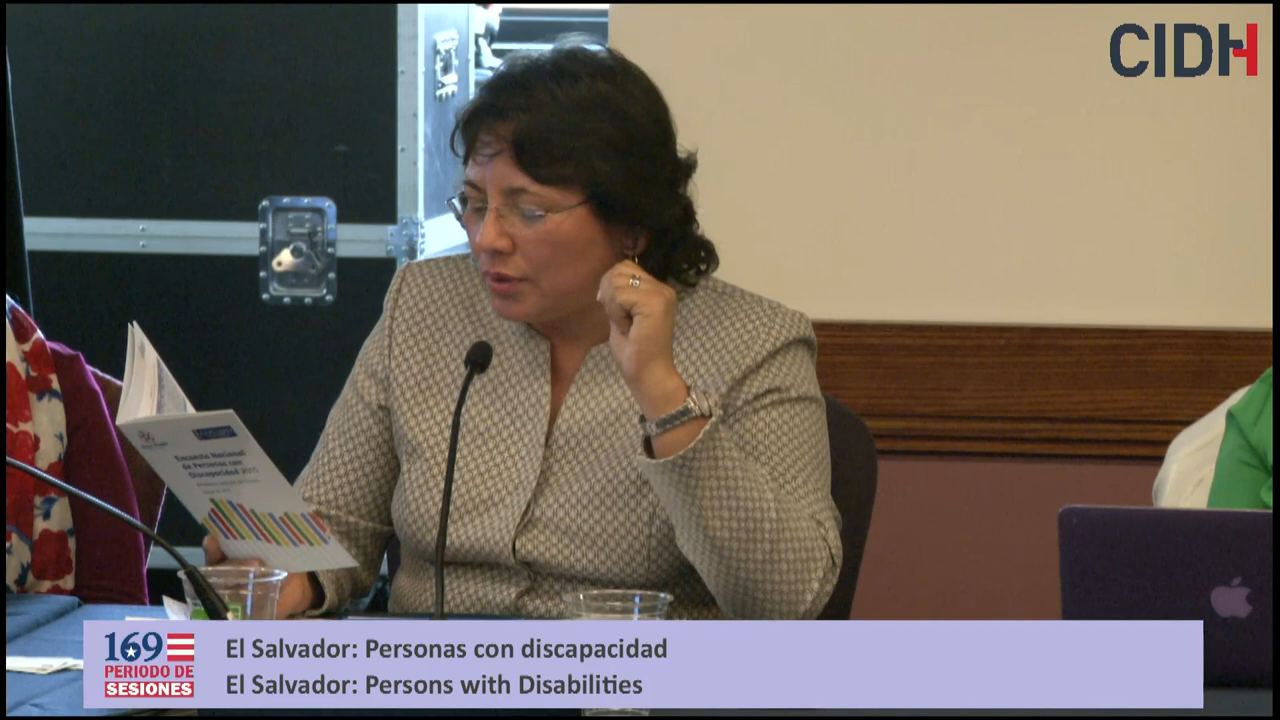 CIDH
Encuesta Nacional
de Personas con
Discapacidad 2015
169
PERIODO DE
SESIONES
El Salvador: Personas con discapacidad
El Salvador: Persons with Disabilities